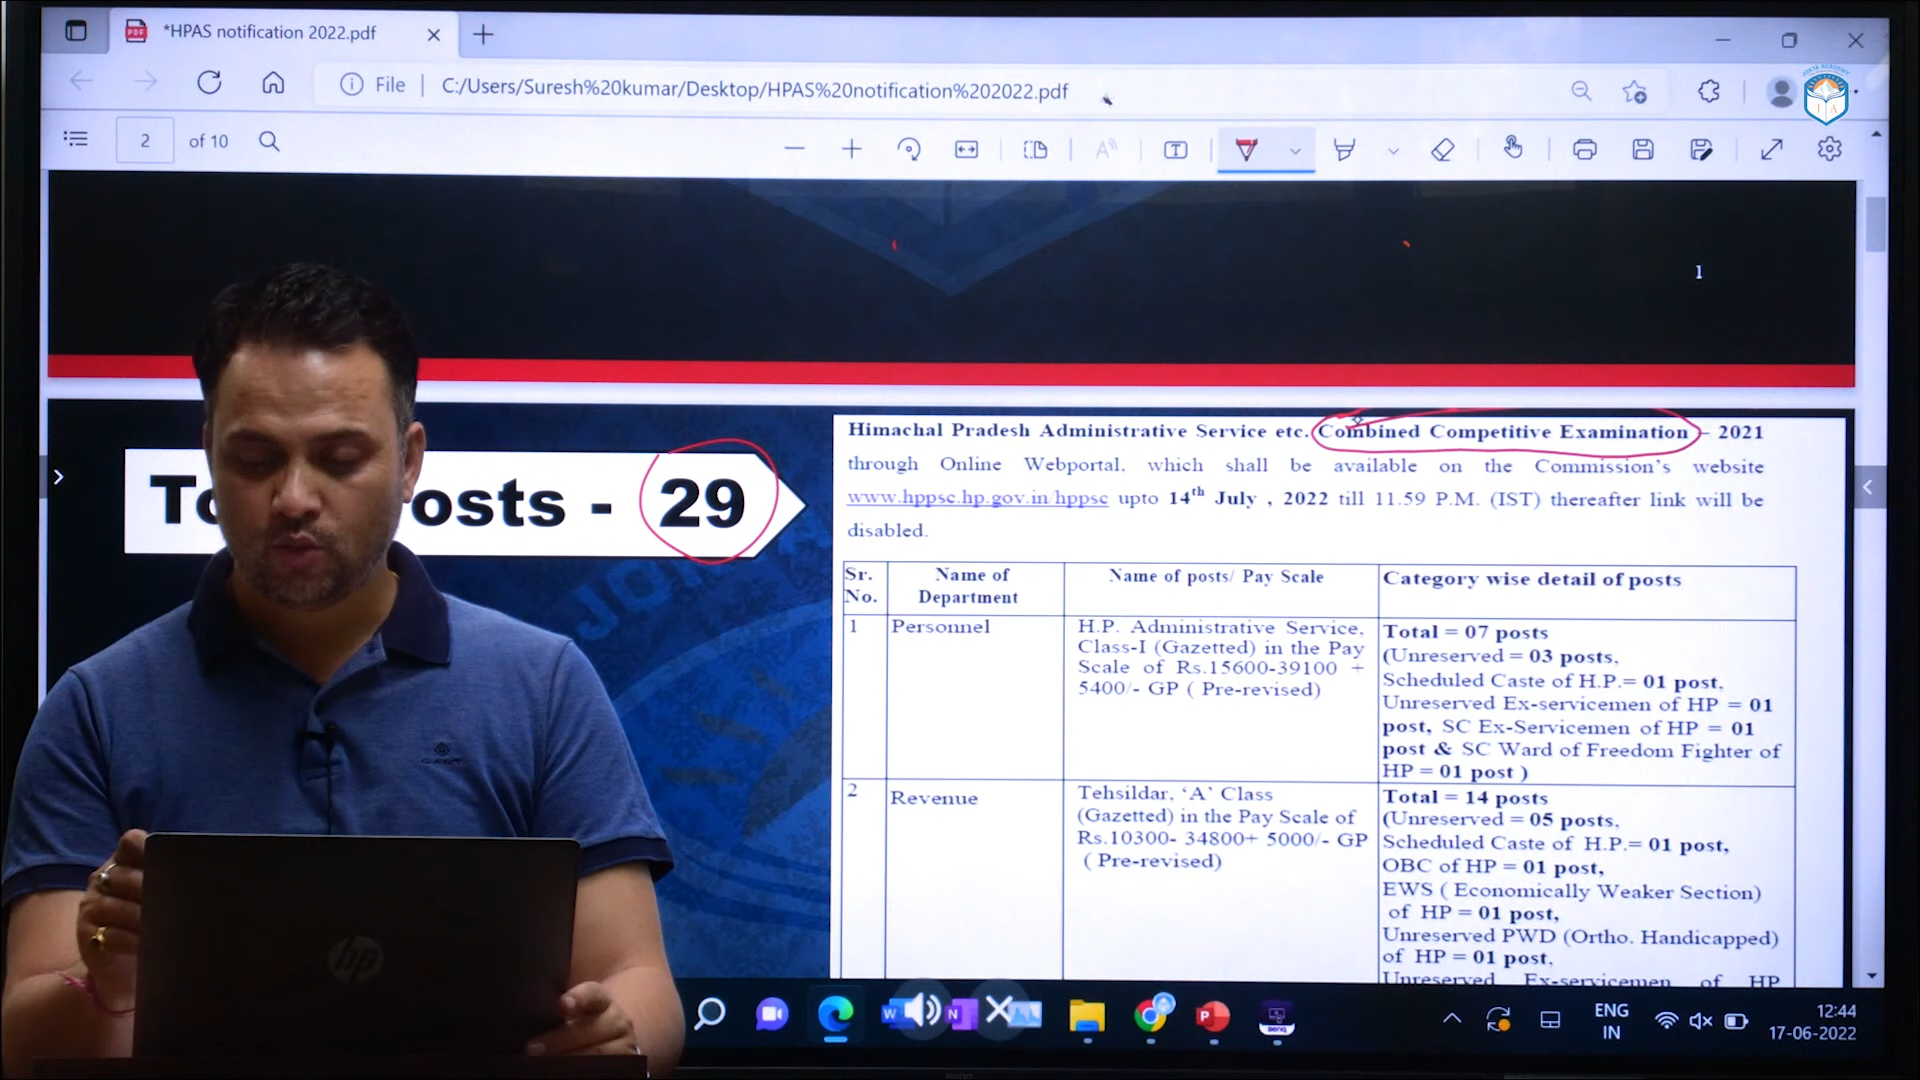 *HPAS notification 2022.pdf
File
C:/Users/Suresh%20kumar/Desktop/HPAS%20notification%202022.pdf
2 of 10
1
osts - 29
Himachal Pradesh Administrative Service etc. Combined Competitive Examination – 2021
through Online Webportal, which shall be available on the Commission's website
www.hppsc.hp.gov.in/hppsc upto 14th July , 2022 till 11.59 P.M. (IST) thereafter link will be
disabled.
Sr. No.
Name of Department
Name of posts/ Pay Scale
Category wise detail of posts
1
Personnel
H.P. Administrative Service,
Class-I (Gazetted) in the Pay
Scale of Rs.15600-39100 +
5400/- GP ( Pre-revised)
Total = 07 posts
(Unreserved = 03 posts,
Scheduled Caste of H.P.= 01 post,
Unreserved Ex-servicemen of HP = 01
post, SC Ex-Servicemen of HP = 01
post & SC Ward of Freedom Fighter of
HP = 01 post )
2
Revenue
Tehsildar, 'A' Class
(Gazetted) in the Pay Scale of
Rs.10300- 34800+ 5000/- GP
( Pre-revised)
Total = 14 posts
(Unreserved = 05 posts,
Scheduled Caste of H.P.= 01 post,
OBC of HP = 01 post,
EWS ( Economically Weaker Section)
of HP = 01 post,
Unreserved PWD (Ortho. Handicapped)
of HP = 01 post,
Unreserved Ex-servicemen of HP
hp
ENG
IN
12:44
17-06-2022